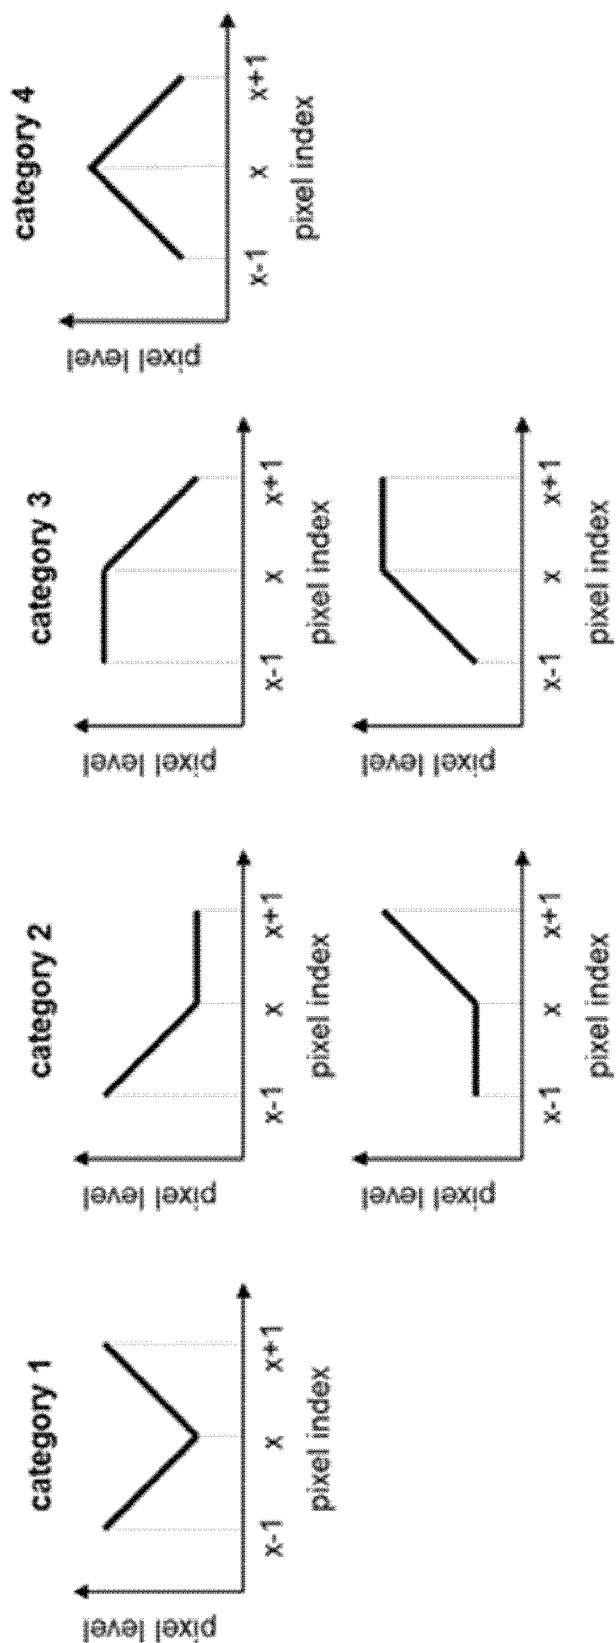 category 1
pixel level
x-1 x x+1
pixel index
category 2
pixel level
x-1 x x+1
pixel index
pixel level
x-1 x x+1
pixel index
category 3
pixel level
x-1 x x+1
pixel index
pixel level
x-1 x x+1
pixel index
category 4
pixel level
x-1 x x+1
pixel index